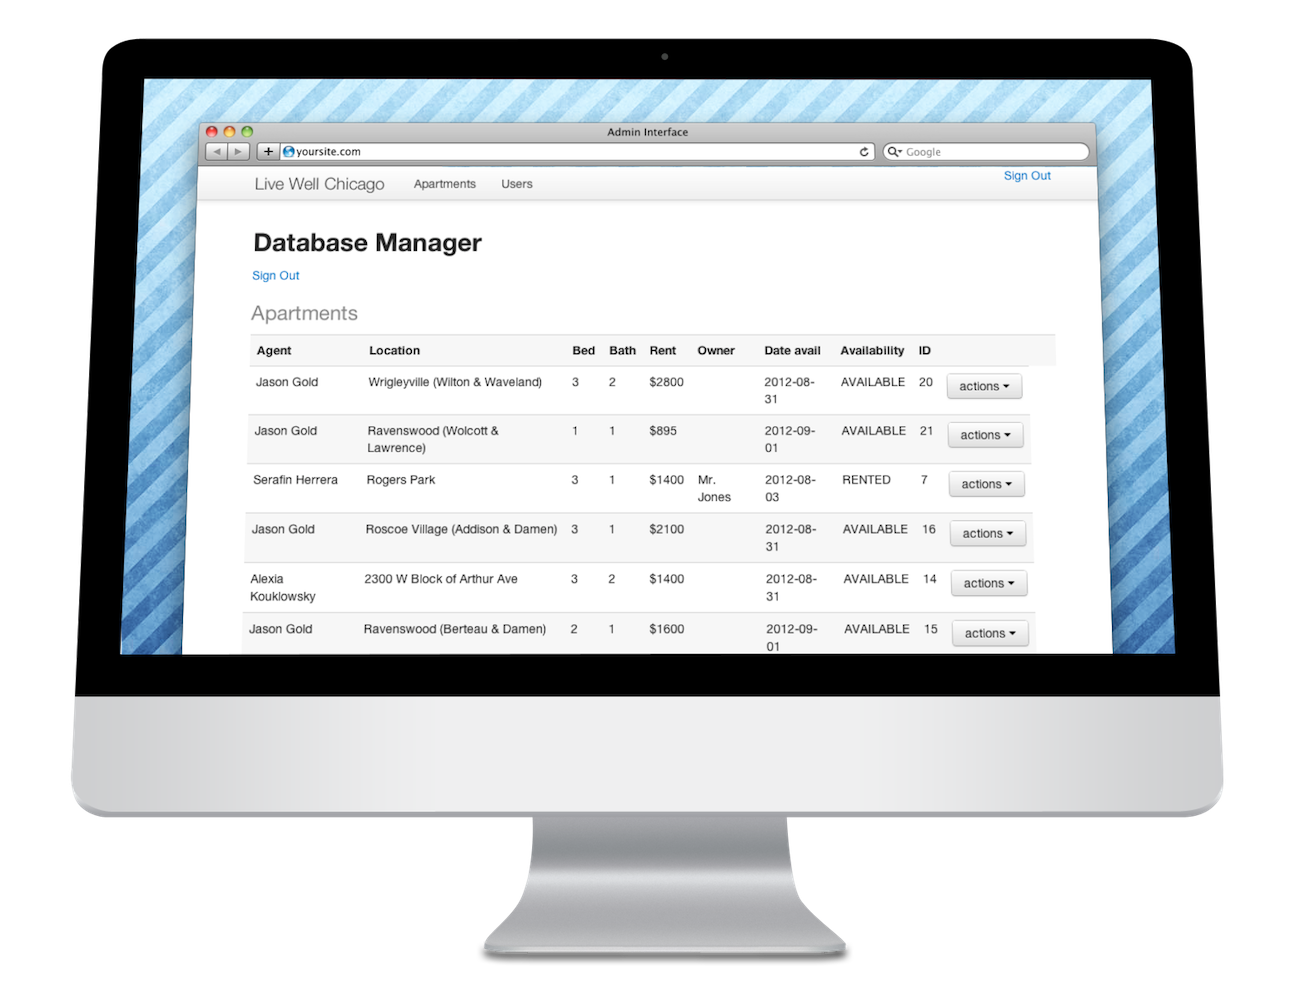 Admin Interface
yoursite.com
Google
Live Well Chicago Apartments Users Sign Out
Database Manager
Sign Out
Apartments
Agent Location Bed Bath Rent Owner Date avail Availability ID
Jason Gold Wrigleyville (Wilton & Waveland) 3 2 $2800 2012-08- AVAILABLE 20 actions
31
Jason Gold Ravenswood (Wolcott & 1 1 $895 2012-09- AVAILABLE 21 actions
Lawrence) 01
Serafin Herrera Rogers Park 3 1 $1400 Mr. 2012-08- RENTED 7 actions
Jones 03
Jason Gold Roscoe Village (Addison & Damen) 3 1 $2100 2012-08- AVAILABLE 16 actions
31
Alexia 2300 W Block of Arthur Ave 3 2 $1400 2012-08- AVAILABLE 14 actions
Kouklowsky 31
Jason Gold Ravenswood (Berteau & Damen) 2 1 $1600 2012-09- AVAILABLE 15 actions
01